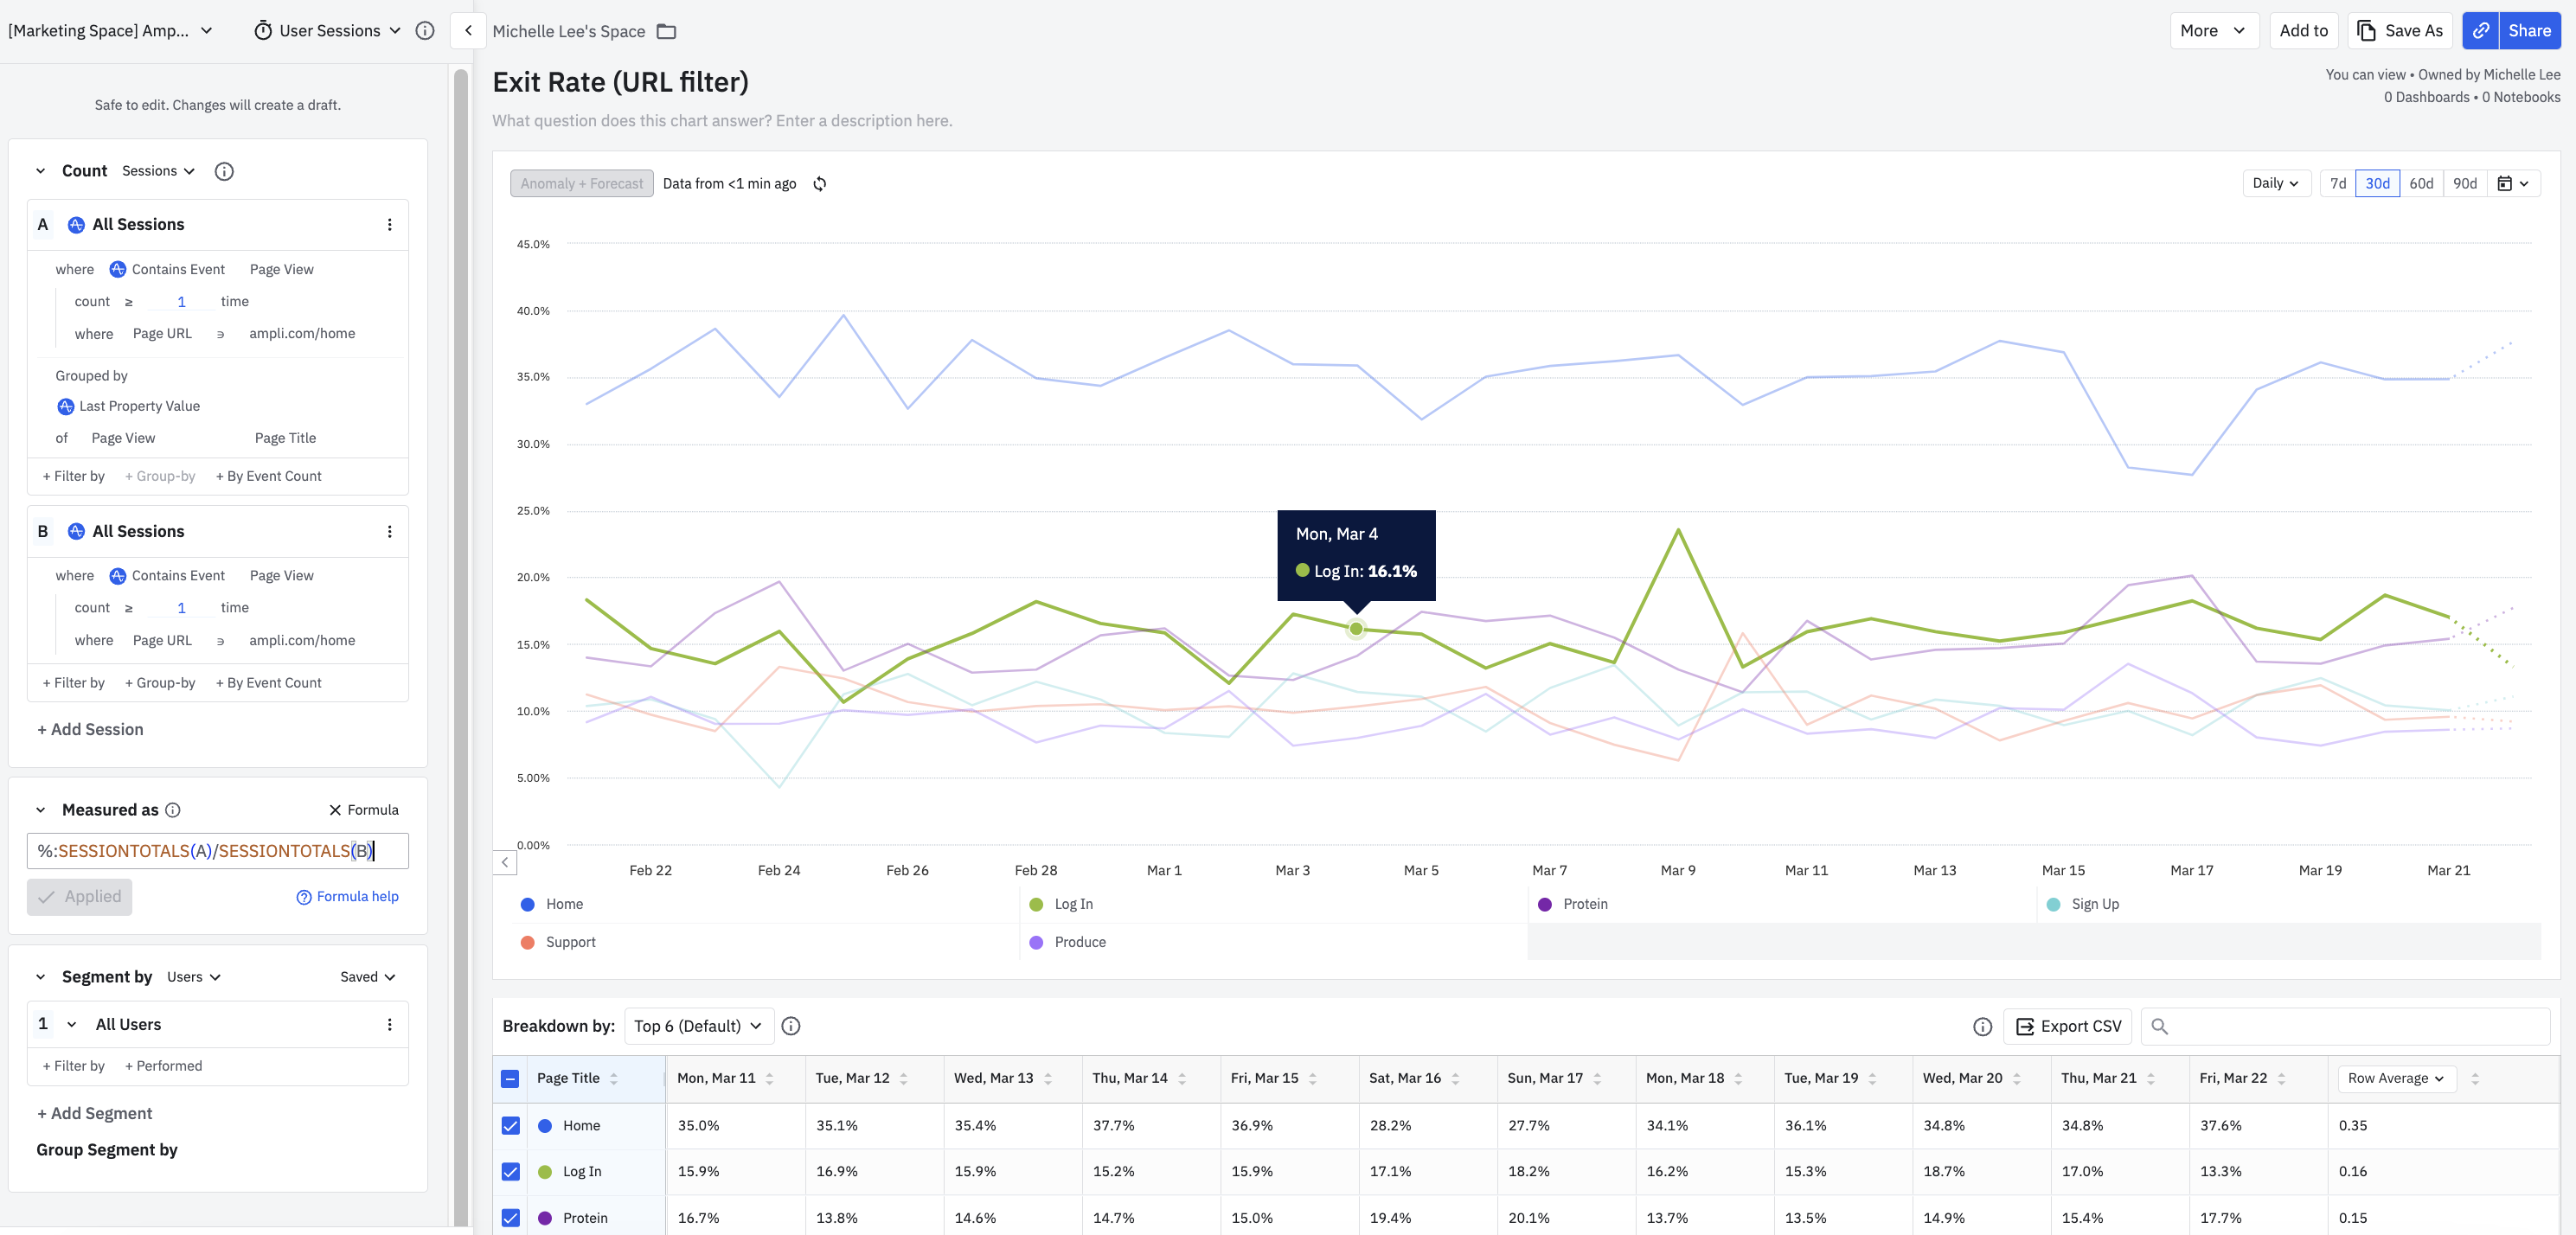 [Marketing Space] Amp...
User Sessions
Michelle Lee's Space
More
Add to
Save As
Share
Safe to edit. Changes will create a draft.
Exit Rate (URL filter)
What question does this chart answer? Enter a description here.
You can view • Owned by Michelle Lee
0 Dashboards • 0 Notebooks
Count Sessions
A All Sessions
where Contains Event Page View
count ≥ 1 time
where Page URL ∋ ampli.com/home
Grouped by
Last Property Value
of Page View Page Title
+ Filter by + Group-by + By Event Count
B All Sessions
where Contains Event Page View
count ≥ 1 time
where Page URL ∋ ampli.com/home
+ Filter by + Group-by + By Event Count
+ Add Session
Measured as
Formula
%:SESSIONTOTALS(A)/SESSIONTOTALS(B)
Applied
Formula help
Segment by Users Saved
1 All Users
+ Filter by + Performed
+ Add Segment
Group Segment by
Anomaly + Forecast Data from <1 min ago
Daily 7d 30d 60d 90d
45.0%
40.0%
35.0%
30.0%
25.0%
20.0%
15.0%
10.0%
5.00%
0.00%
Mon, Mar 4
Log In: 16.1%
Feb 22 Feb 24 Feb 26 Feb 28 Mar 1 Mar 3 Mar 5 Mar 7 Mar 9 Mar 11 Mar 13 Mar 15 Mar 17 Mar 19 Mar 21
Home Log In Protein Sign Up
Support Produce
Breakdown by: Top 6 (Default)
Export CSV
Page Title Mon, Mar 11 Tue, Mar 12 Wed, Mar 13 Thu, Mar 14 Fri, Mar 15 Sat, Mar 16 Sun, Mar 17 Mon, Mar 18 Tue, Mar 19 Wed, Mar 20 Thu, Mar 21 Fri, Mar 22 Row Average
Home 35.0% 35.1% 35.4% 37.7% 36.9% 28.2% 27.7% 34.1% 36.1% 34.8% 34.8% 37.6% 0.35
Log In 15.9% 16.9% 15.9% 15.2% 15.9% 17.1% 18.2% 16.2% 15.3% 18.7% 17.0% 13.3% 0.16
Protein 16.7% 13.8% 14.6% 14.7% 15.0% 19.4% 20.1% 13.7% 13.5% 14.9% 15.4% 17.7% 0.15